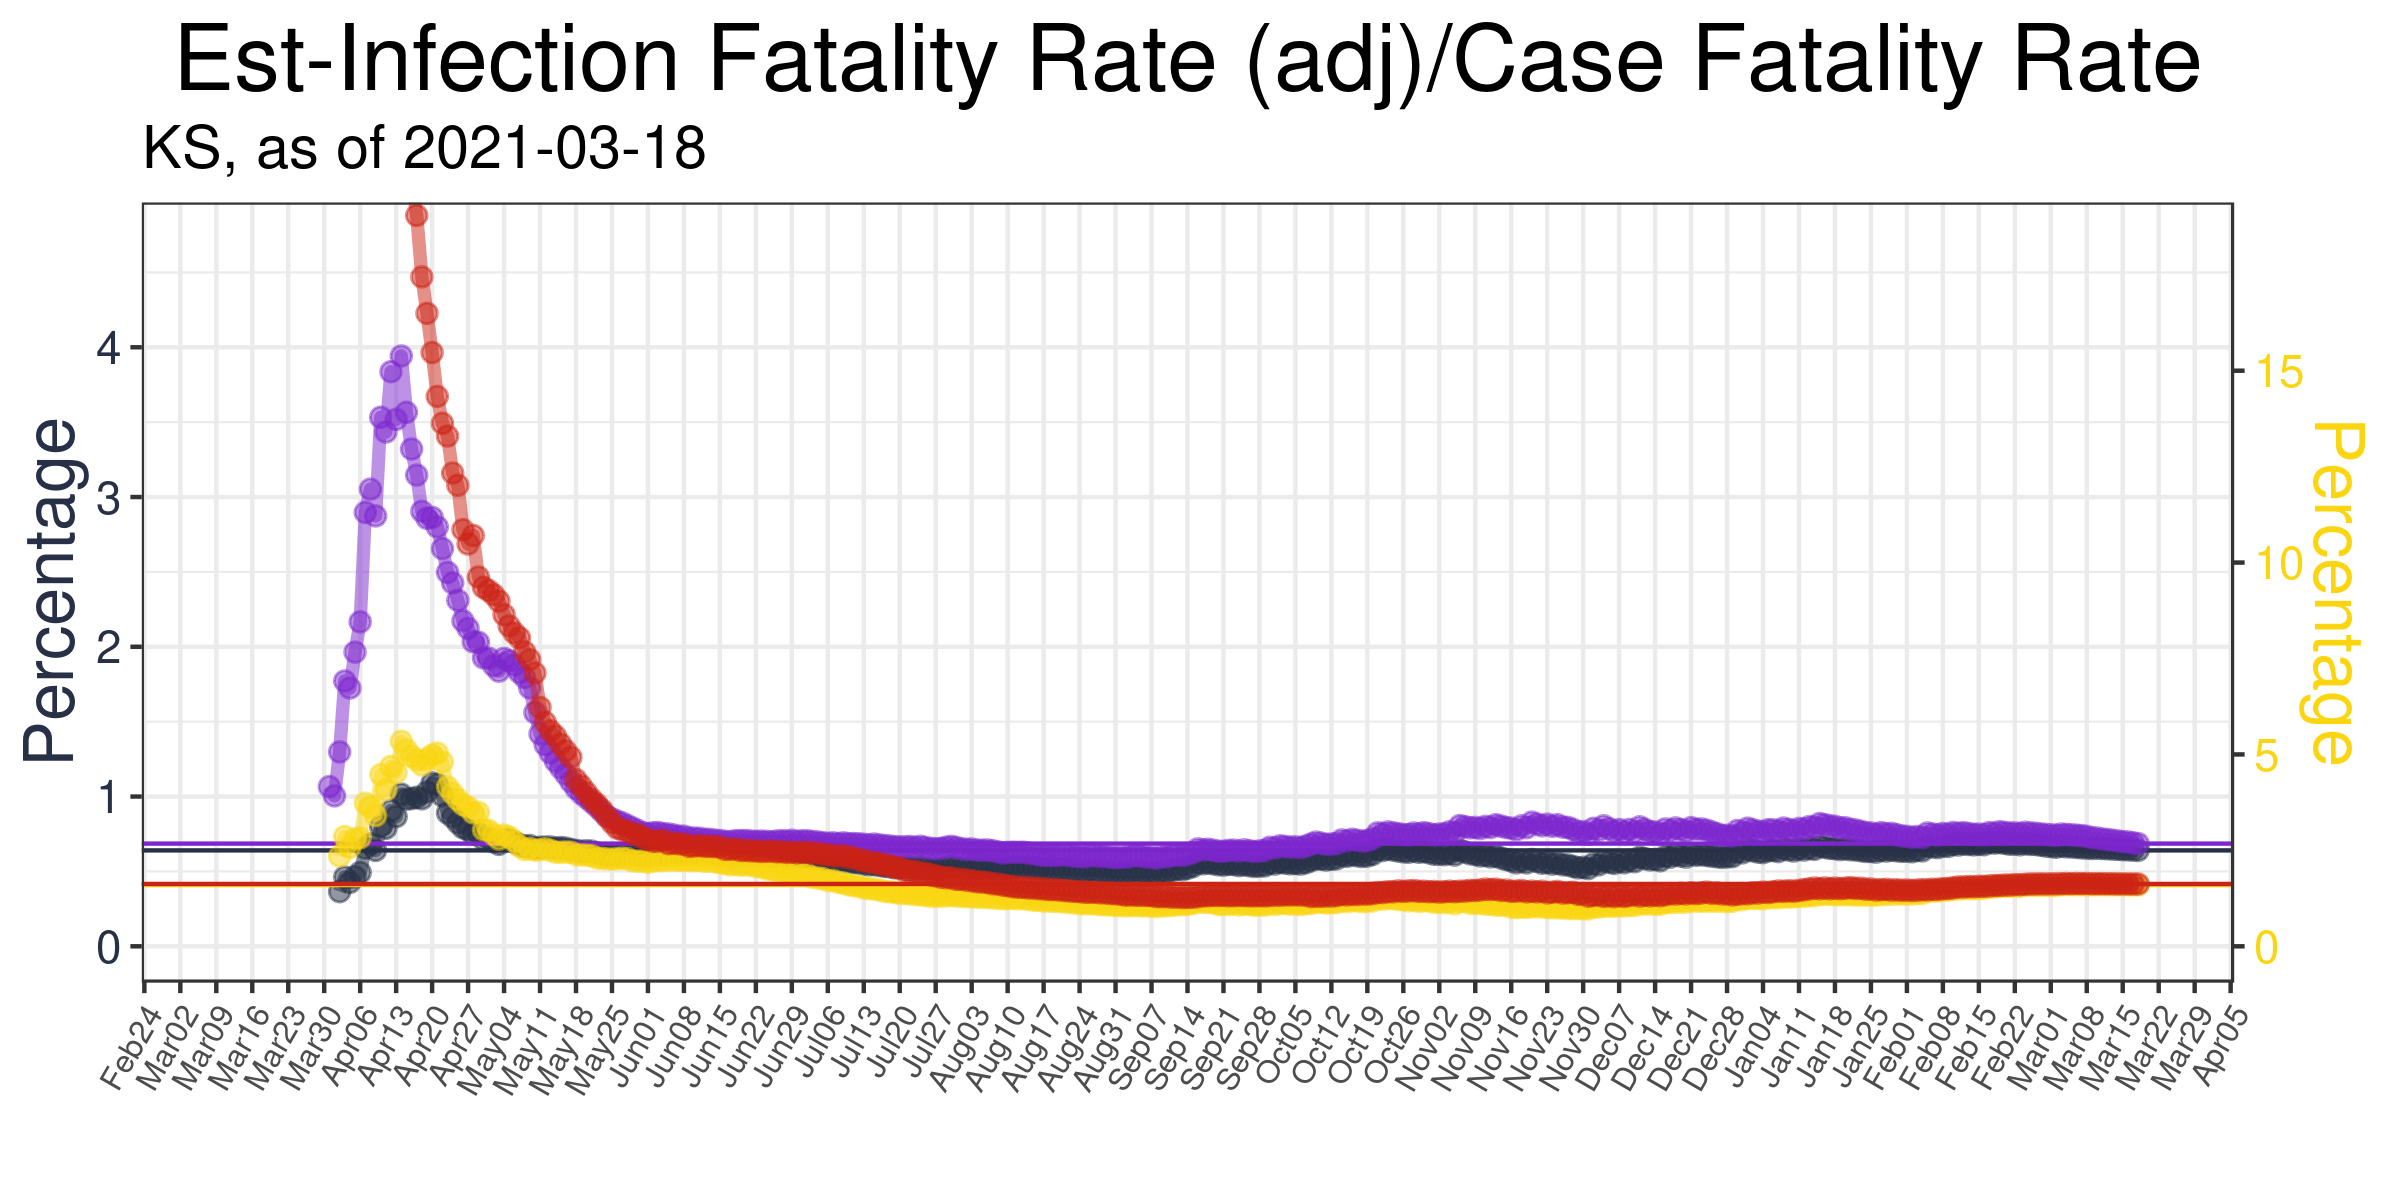 Est-Infection Fatality Rate (adj)/Case Fatality Rate
KS, as of 2021-03-18
Percentage
4
3
2
1
0
15
10
5
0
Percentage
Feb24
Mar02
Mar09
Mar16
Mar23
Mar30
Apr06
Apr13
Apr20
Apr27
May04
May11
May18
May25
Jun01
Jun08
Jun15
Jun22
Jun29
Jul06
Jul13
Jul20
Jul27
Aug03
Aug10
Aug17
Aug24
Aug31
Sep07
Sep14
Sep21
Sep28
Oct05
Oct12
Oct19
Oct26
Nov02
Nov09
Nov16
Nov23
Nov30
Dec07
Dec14
Dec21
Dec28
Dec04
Jan11
Jan18
Jan25
Feb01
Feb08
Feb15
Feb22
Mar01
Mar08
Mar15
Mar22
Mar29
Apr05